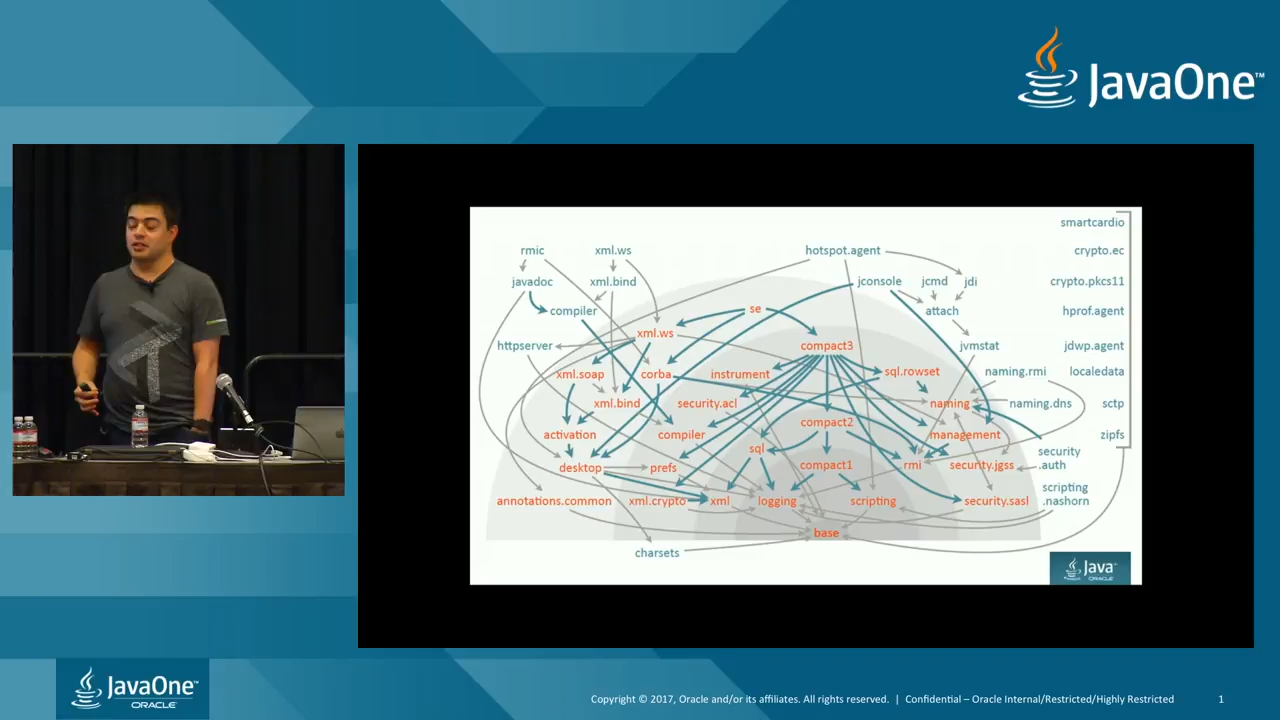 JavaOne™
smartcardio
rmic
xml.ws
hotspot.agent
crypto.ec
javadoc
xml.bind
jconsole
jcmd
jdi
crypto.pkcs11
compiler
se
attach
hprof.agent
xml.ws
httpserver
compact3
jvmstat
jdwp.agent
xml.soap
corba
instrument
sql.rowset
naming.rmi
localedata
xml.bind
security.acl
naming
naming.dns
sctp
activation
compiler
compact2
management
zipfs
sql
security
.auth
desktop
prefs
compact1
rmi
security.jgss
scripting
.nashorn
annotations.common
xml.crypto
xml
logging
scripting
security.sasl
base
charsets
Java™
ORACLE
JavaOne™
ORACLE
Copyright © 2017, Oracle and/or its affiliates. All rights reserved. | Confidential – Oracle Internal/Restricted/Highly Restricted 1